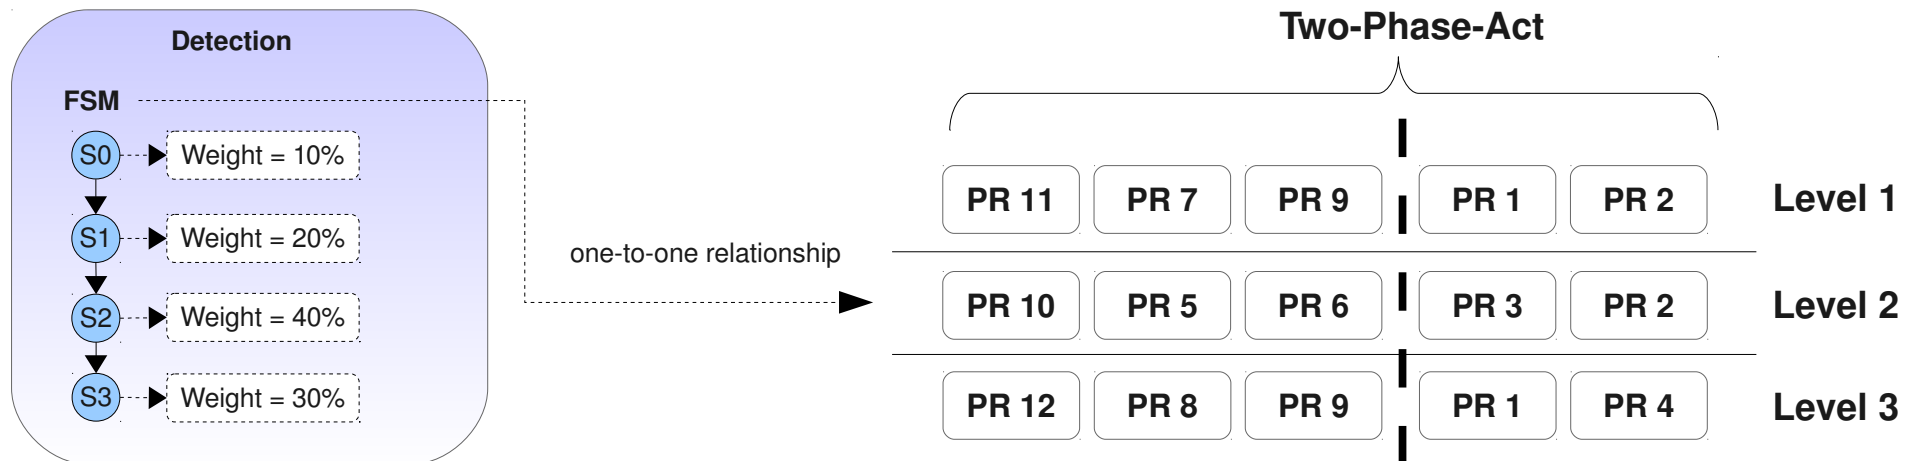 Detection
FSM
S0
Weight = 10%
S1
Weight = 20%
S2
Weight = 40%
S3
Weight = 30%
one-to-one relationship
Two-Phase-Act
PR 11 PR 7 PR 9 PR 1 PR 2 Level 1
PR 10 PR 5 PR 6 PR 3 PR 2 Level 2
PR 12 PR 8 PR 9 PR 1 PR 4 Level 3